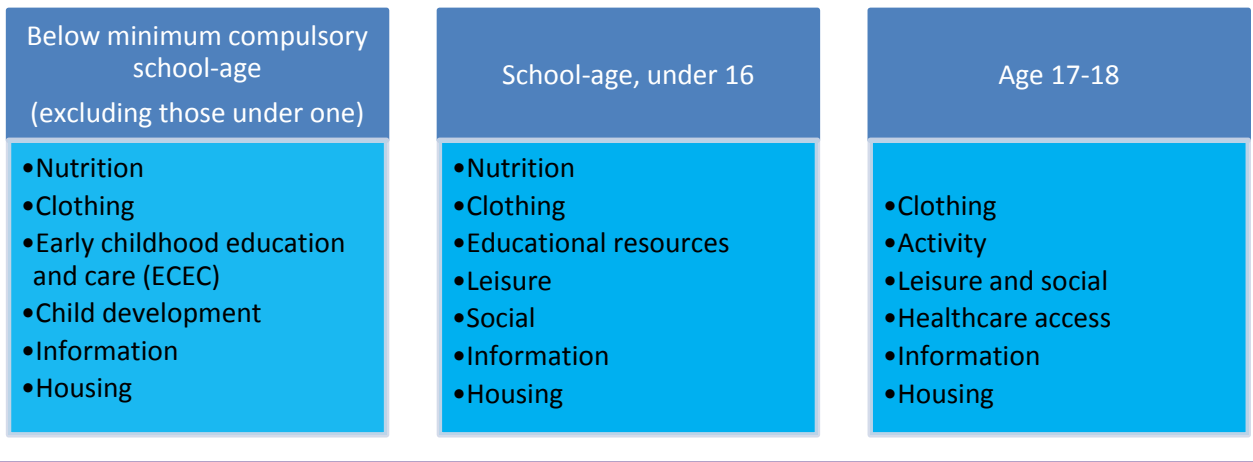 Below minimum compulsory
school-age
(excluding those under one)
•Nutrition
•Clothing
•Early childhood education
and care (ECEC)
•Child development
•Information
•Housing
School-age, under 16
•Nutrition
•Clothing
•Educational resources
•Leisure
•Social
•Information
•Housing
Age 17-18
•Clothing
•Activity
•Leisure and social
•Healthcare access
•Information
•Housing